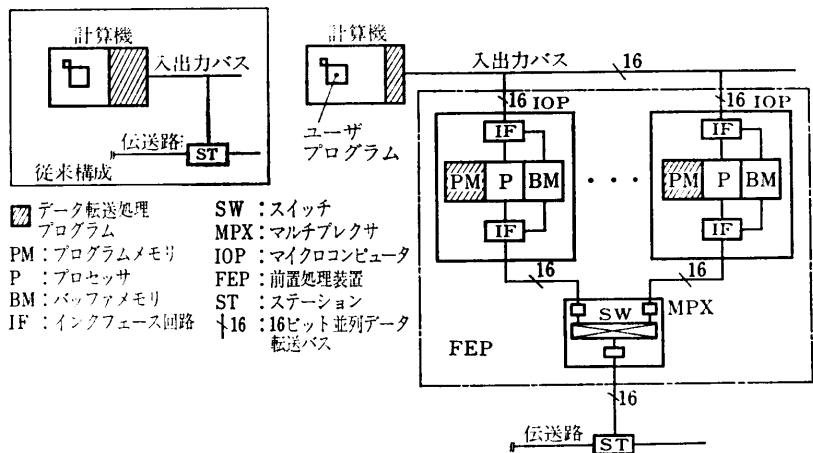 計算機
入出力バス
伝送路
ST
従来構成
計算機
入出力バス
16
ユーザ
プログラム
16
IOP
16
IOP
IF
IF
PM
P
BM
・・・
PM
P
BM
IF
IF
16
16
SW
MPX
FEP
16
伝送路
ST
データ転送処理
プログラム
PM：プログラムメモリ
P：プロセッサ
BM：バッファメモリ
IF：インタフェース回路
SW：スイッチ
MPX：マルチプレクサ
IOP：マイクロコンピュータ
FEP：前置処理装置
ST：ステーション
16：16ビット並列データ
転送バス